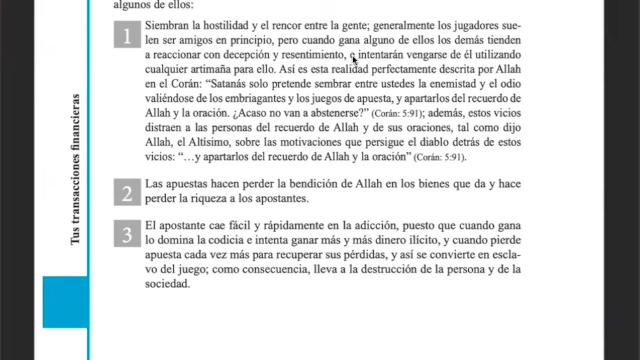 algunos de ellos:
1
Siembran la hostilidad y el rencor entre la gente; generalmente los jugadores sue-
len ser amigos en principio, pero cuando gana alguno de ellos los demás tienden
a reaccionar con decepción y resentimiento, e intentarán vengarse de él utilizando
cualquier artimaña para ello. Así es esta realidad perfectamente descrita por Allah
en el Corán: “Satanás solo pretende sembrar entre ustedes la enemistad y el odio
valiéndose de los embriagantes y los juegos de apuesta, y apartarlos del recuerdo de
Allah y la oración. ¿Acaso no van a abstenerse?” (Corán: 5:91); además, estos vicios
distraen a las personas del recuerdo de Allah y de sus oraciones, tal como dijo
Allah, el Altísimo, sobre las motivaciones que persigue el diablo detrás de estos
vicios: “…y apartarlos del recuerdo de Allah y la oración” (Corán: 5:91).
2
Las apuestas hacen perder la bendición de Allah en los bienes que da y hace
perder la riqueza a los apostantes.
3
El apostante cae fácil y rápidamente en la adicción, puesto que cuando gana
lo domina la codicia e intenta ganar más y más dinero ilícito, y cuando pierde
apuesta cada vez más para recuperar sus pérdidas, y así se convierte en escla-
vo del juego; como consecuencia, lleva a la destrucción de la persona y de la
sociedad.
Tus transacciones financieras